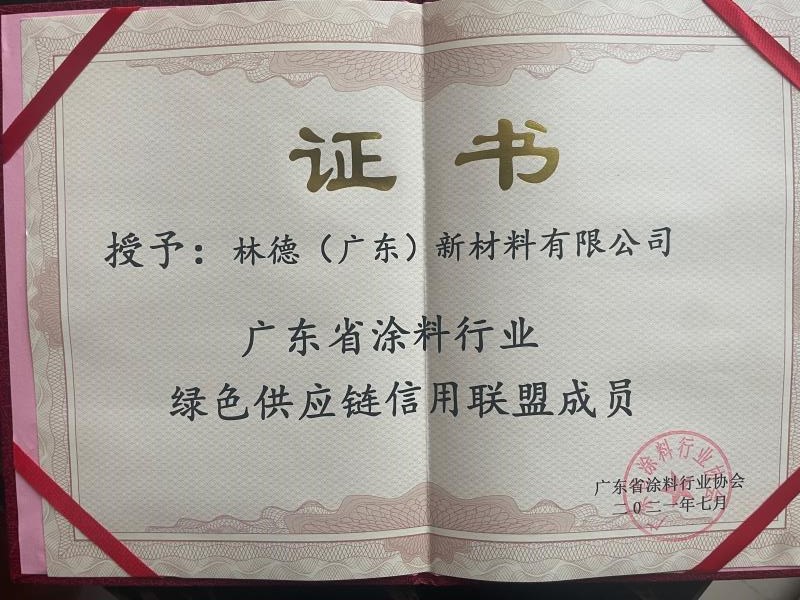 证书
授予：林德（广东）新材料有限公司
广东省涂料行业
绿色供应链信用联盟成员
广东省涂料行业协会
二0二一年七月